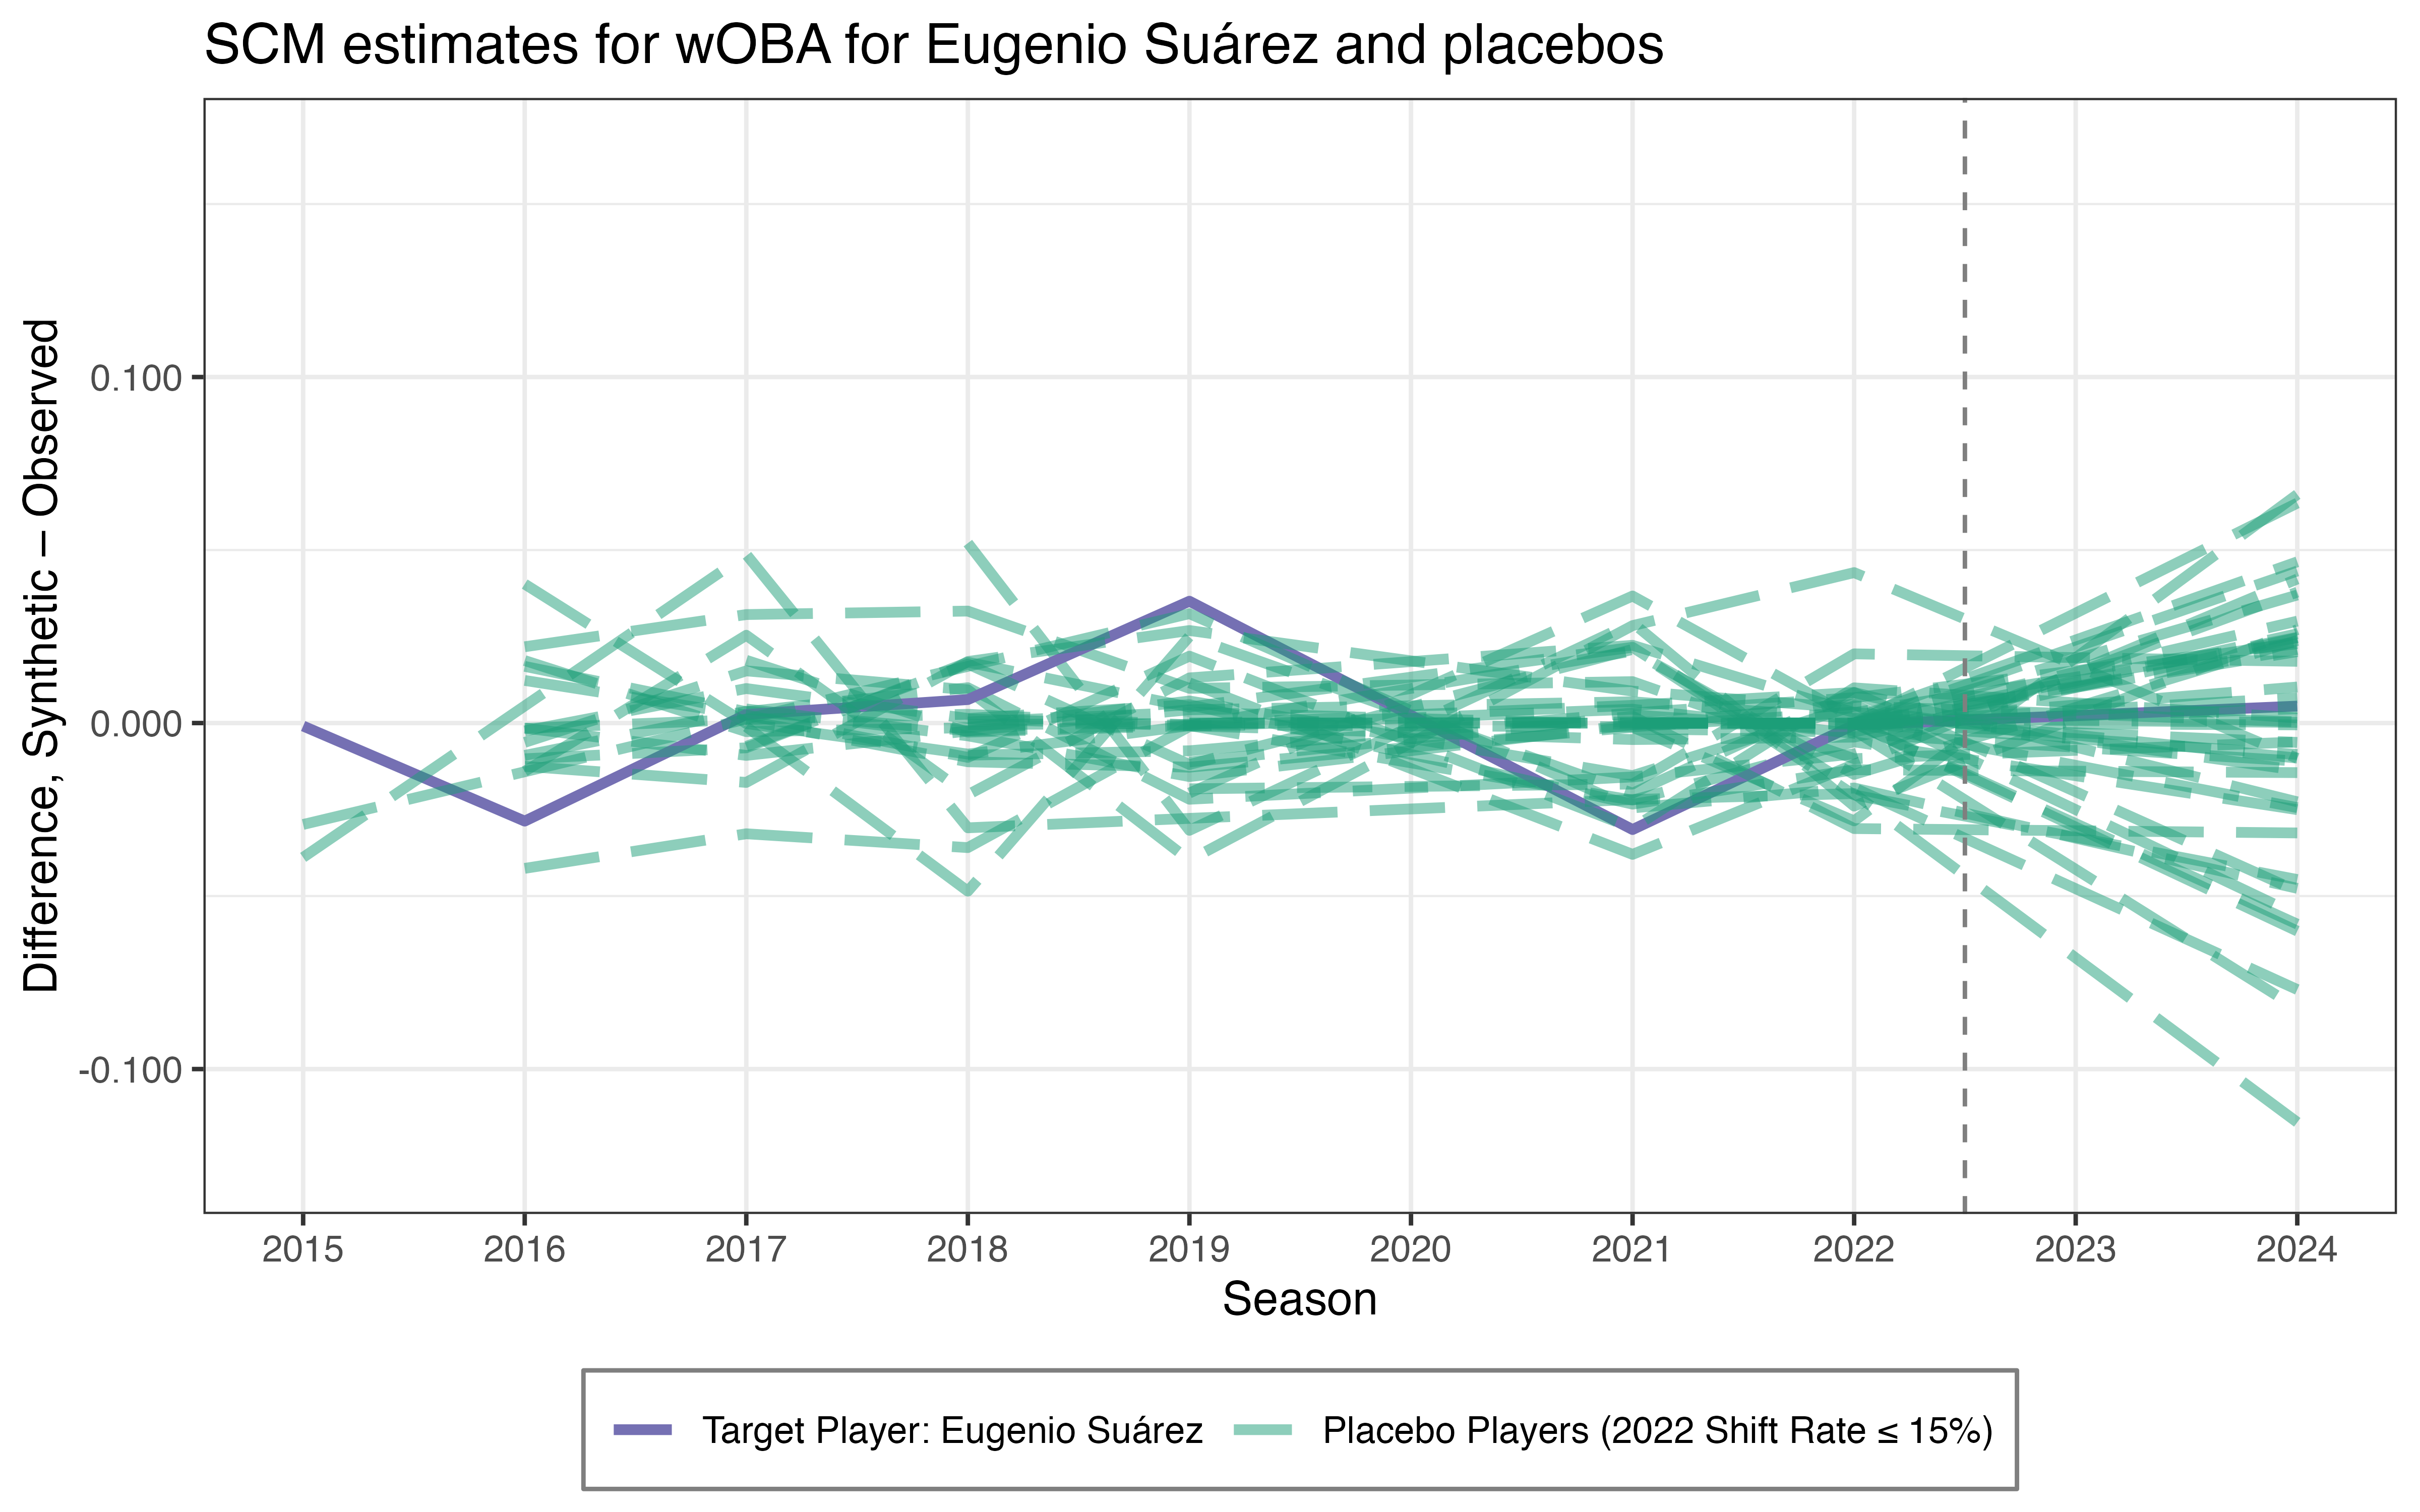 SCM estimates for wOBA for Eugenio Suárez and placebos
Difference, Synthetic − Observed
0.100
0.000
-0.100
2015 2016 2017 2018 2019 2020 2021 2022 2023 2024
Season
Target Player: Eugenio Suárez Placebo Players (2022 Shift Rate ≤ 15%)